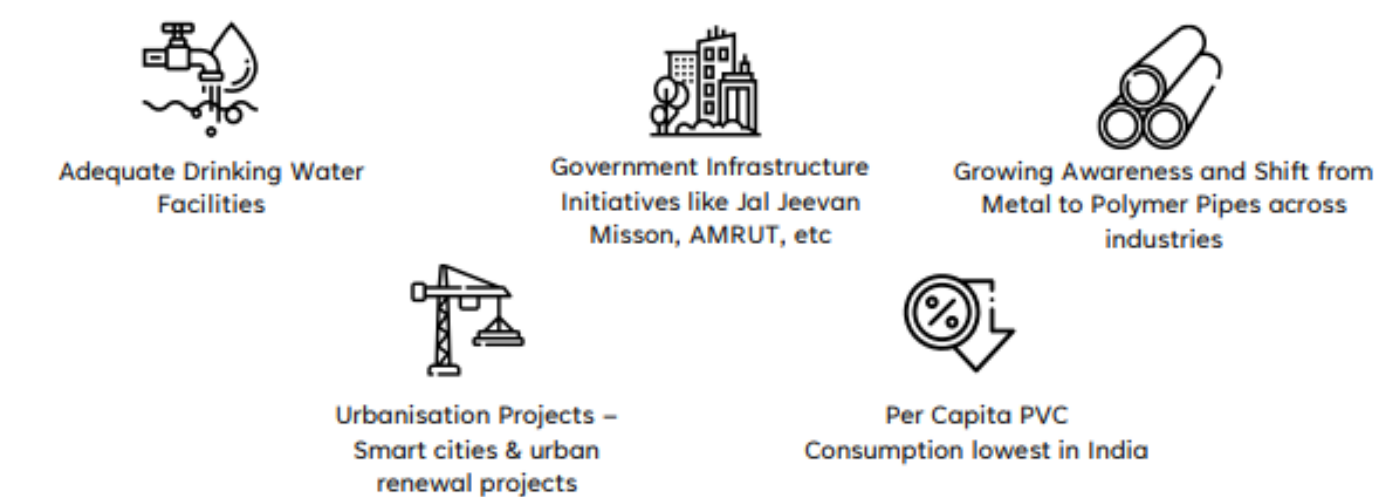 Adequate Drinking Water
Facilities
Government Infrastructure
Initiatives like Jal Jeevan
Misson, AMRUT, etc
Growing Awareness and Shift from
Metal to Polymer Pipes across
industries
Urbanisation Projects –
Smart cities & urban
renewal projects
%
Per Capita PVC
Consumption lowest in India